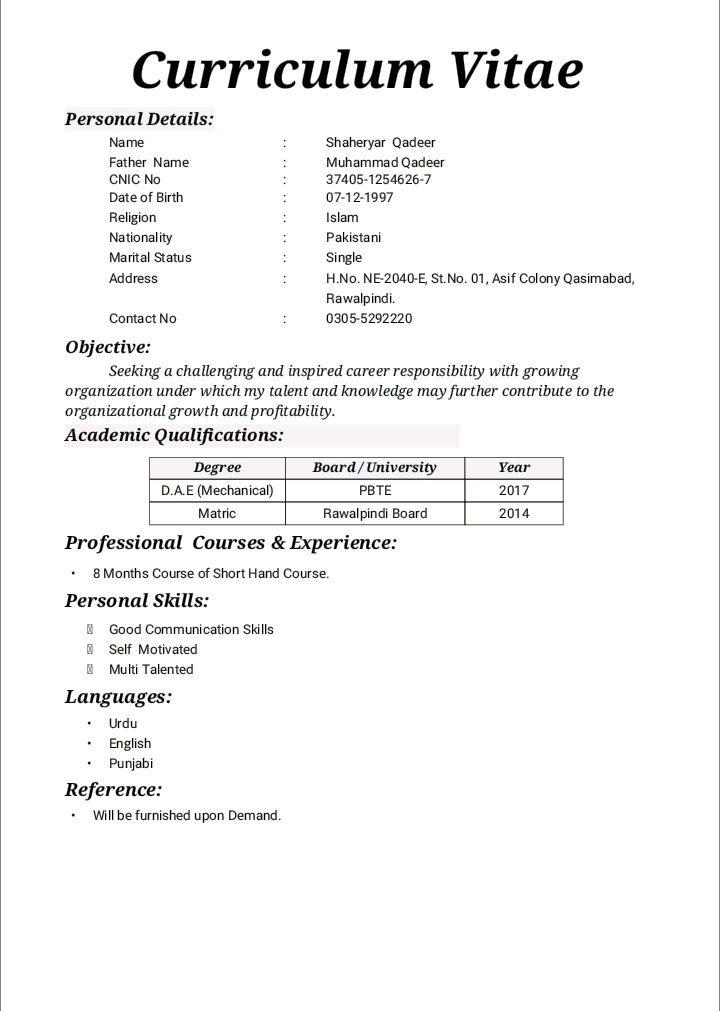 Curriculum Vitae
Personal Details:
Name : Shaheryar Qadeer
Father Name : Muhammad Qadeer
CNIC No : 37405-1254626-7
Date of Birth : 07-12-1997
Religion : Islam
Nationality : Pakistani
Marital Status : Single
Address : H.No. NE-2040-E, St.No. 01, Asif Colony Qasimabad,
Rawalpindi.
Contact No : 0305-5292220
Objective:
Seeking a challenging and inspired career responsibility with growing
organization under which my talent and knowledge may further contribute to the
organizational growth and profitability.
Academic Qualifications:
Degree Board / University Year
D.A.E (Mechanical) PBTE 2017
Matric Rawalpindi Board 2014
Professional Courses & Experience:
• 8 Months Course of Short Hand Course.
Personal Skills:
Good Communication Skills
Self Motivated
Multi Talented
Languages:
• Urdu
• English
• Punjabi
Reference:
• Will be furnished upon Demand.